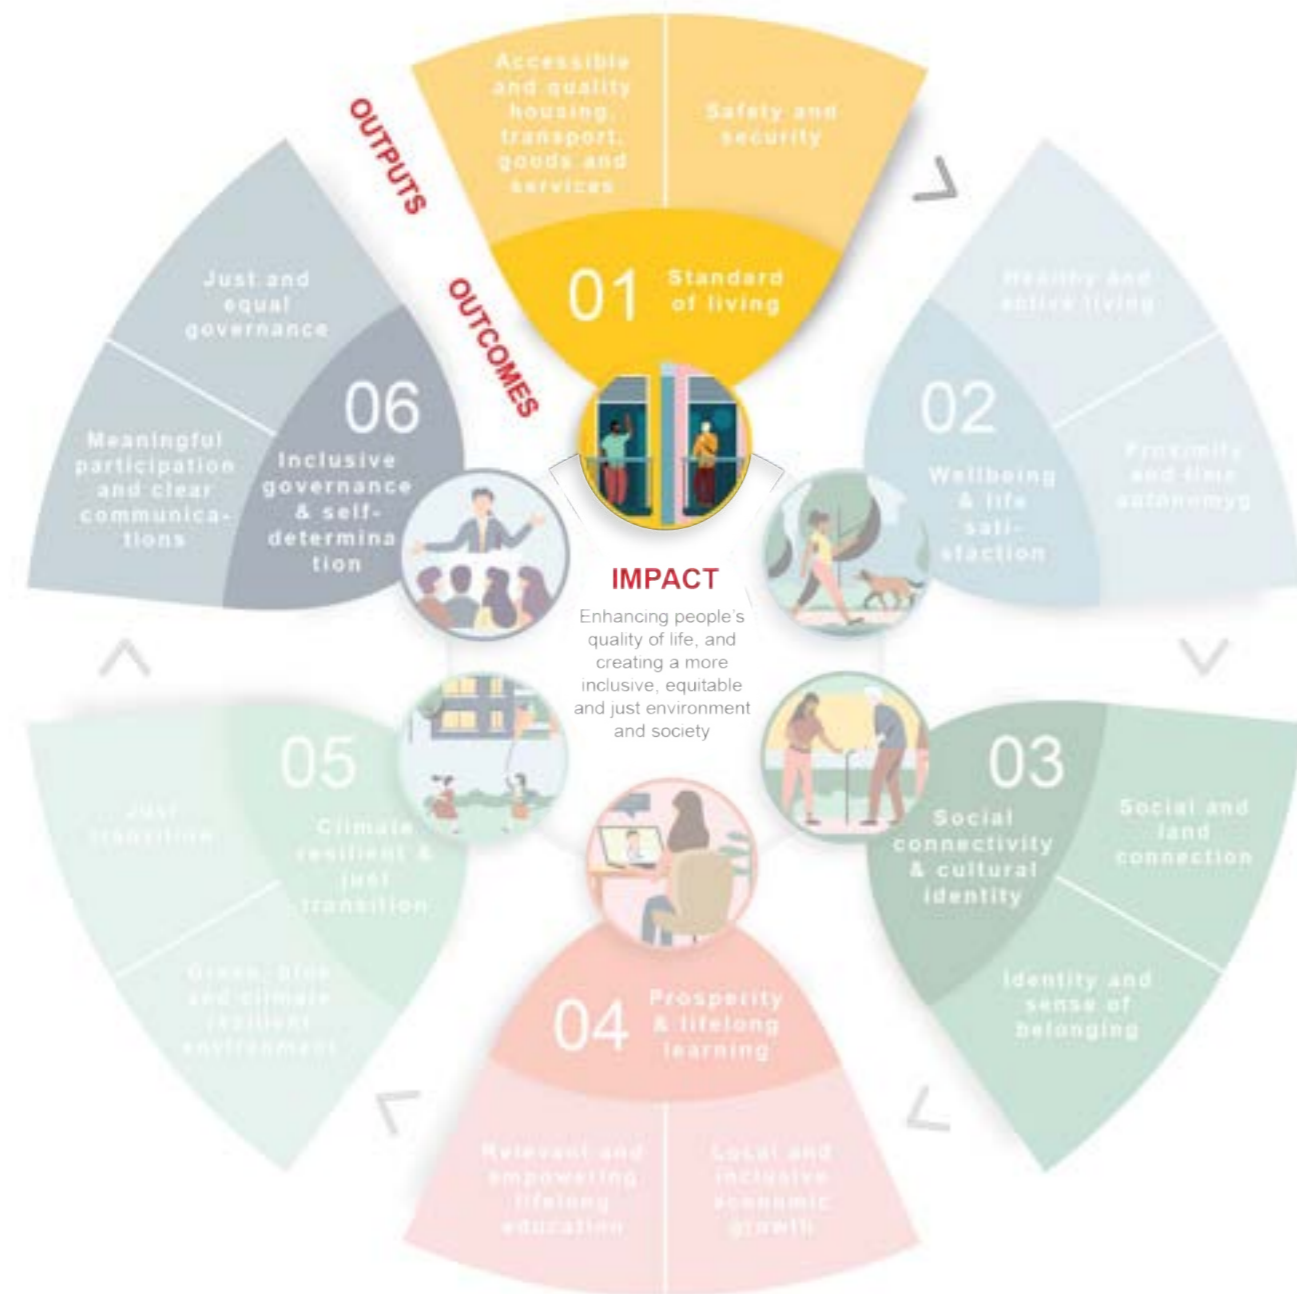 OUTPUTS
OUTCOMES
Accessible
and quality
housing,
transport,
goods and
services
Safety and
security
01
Standard
of living
Healthy and
active living
Proximity
and time
autonomyg
02
Wellbeing
& life
sati-
sfaction
Social and
land
connection
Identity and
sense of
belonging
03
Social
connectivity
& cultural
identity
Local and
inclusive
economic
growth
Relevant and
empowering
lifelong
education
04
Prosperity
& lifelong
learning
Green, blue
and climate
resilient
environment
Just
transition
05
Climate
resilient &
just
transition
Meaningful
participation
and clear
communica-
tions
Just and
equal
governance
06
Inclusive
governance
& self-
determina
tion
IMPACT
Enhancing people's
quality of life, and
creating a more
inclusive, equitable
and just environment
and society